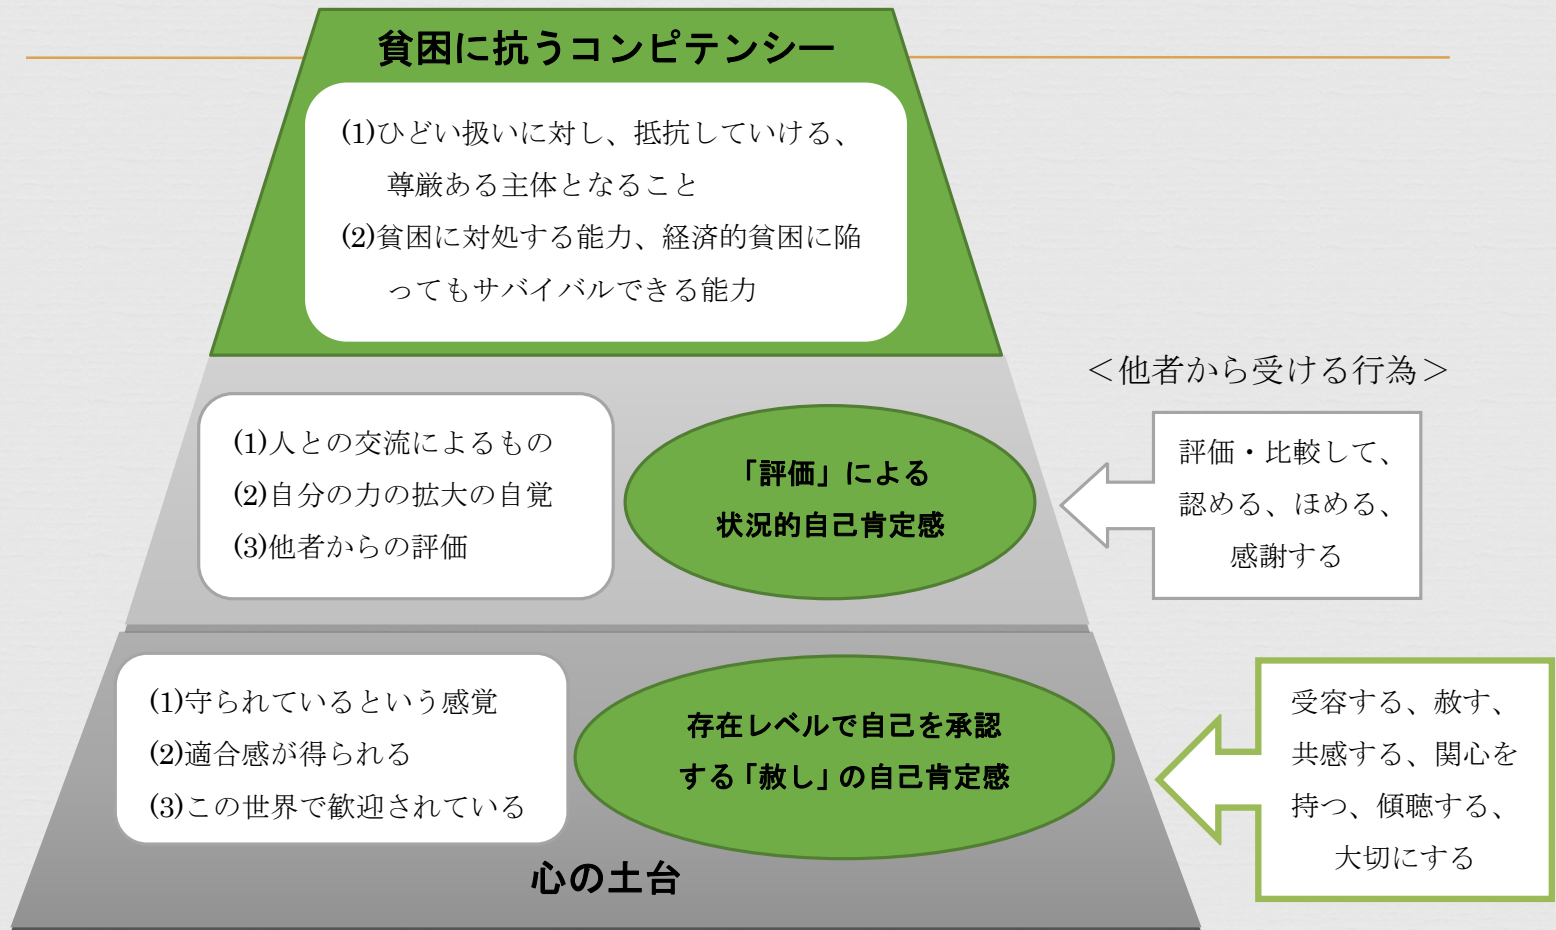 貧困に抗うコンピテンシー
(1)ひどい扱いに対し、抵抗していける、
尊厳ある主体となること
(2)貧困に対処する能力、経済的貧困に陥
ってもサバイバルできる能力
＜他者から受ける行為＞
(1)人との交流によるもの
(2)自分の力の拡大の自覚
(3)他者からの評価
「評価」による
状況的自己肯定感
評価・比較して、
認める、ほめる、
感謝する
(1)守られているという感覚
(2)適合感が得られる
(3)この世界で歓迎されている
存在レベルで自己を承認
する「赦し」の自己肯定感
受容する、赦す、
共感する、関心を
持つ、傾聴する、
大切にする
心の土台